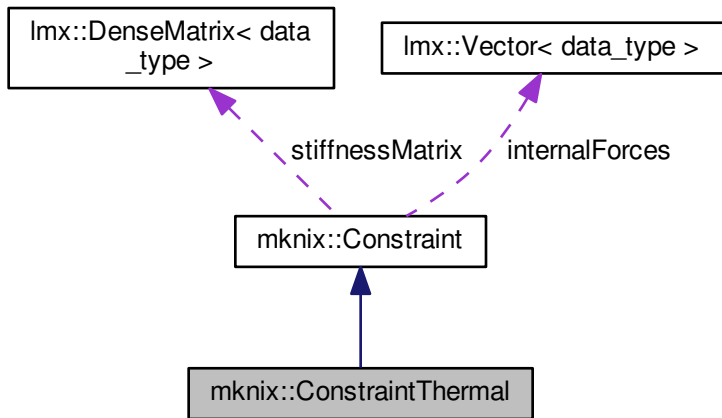 lmx::DenseMatrix< data
_type >
lmx::Vector< data_type >
stiffnessMatrix
internalForces
mknix::Constraint
mknix::ConstraintThermal